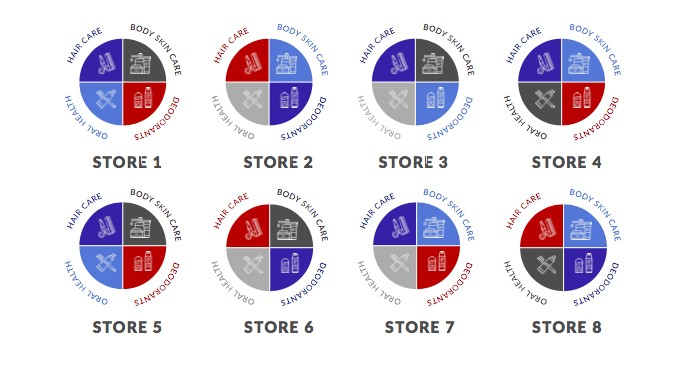 HAIR CARE
BODY SKIN CARE
ORAL HEALTH
DEODORANTS
STORE 1
HAIR CARE
BODY SKIN CARE
ORAL HEALTH
DEODORANTS
STORE 2
HAIR CARE
BODY SKIN CARE
ORAL HEALTH
DEODORANTS
STORE 3
HAIR CARE
BODY SKIN CARE
ORAL HEALTH
DEODORANTS
STORE 4
HAIR CARE
BODY SKIN CARE
ORAL HEALTH
DEODORANTS
STORE 5
HAIR CARE
BODY SKIN CARE
ORAL HEALTH
DEODORANTS
STORE 6
HAIR CARE
BODY SKIN CARE
ORAL HEALTH
DEODORANTS
STORE 7
HAIR CARE
BODY SKIN CARE
ORAL HEALTH
DEODORANTS
STORE 8